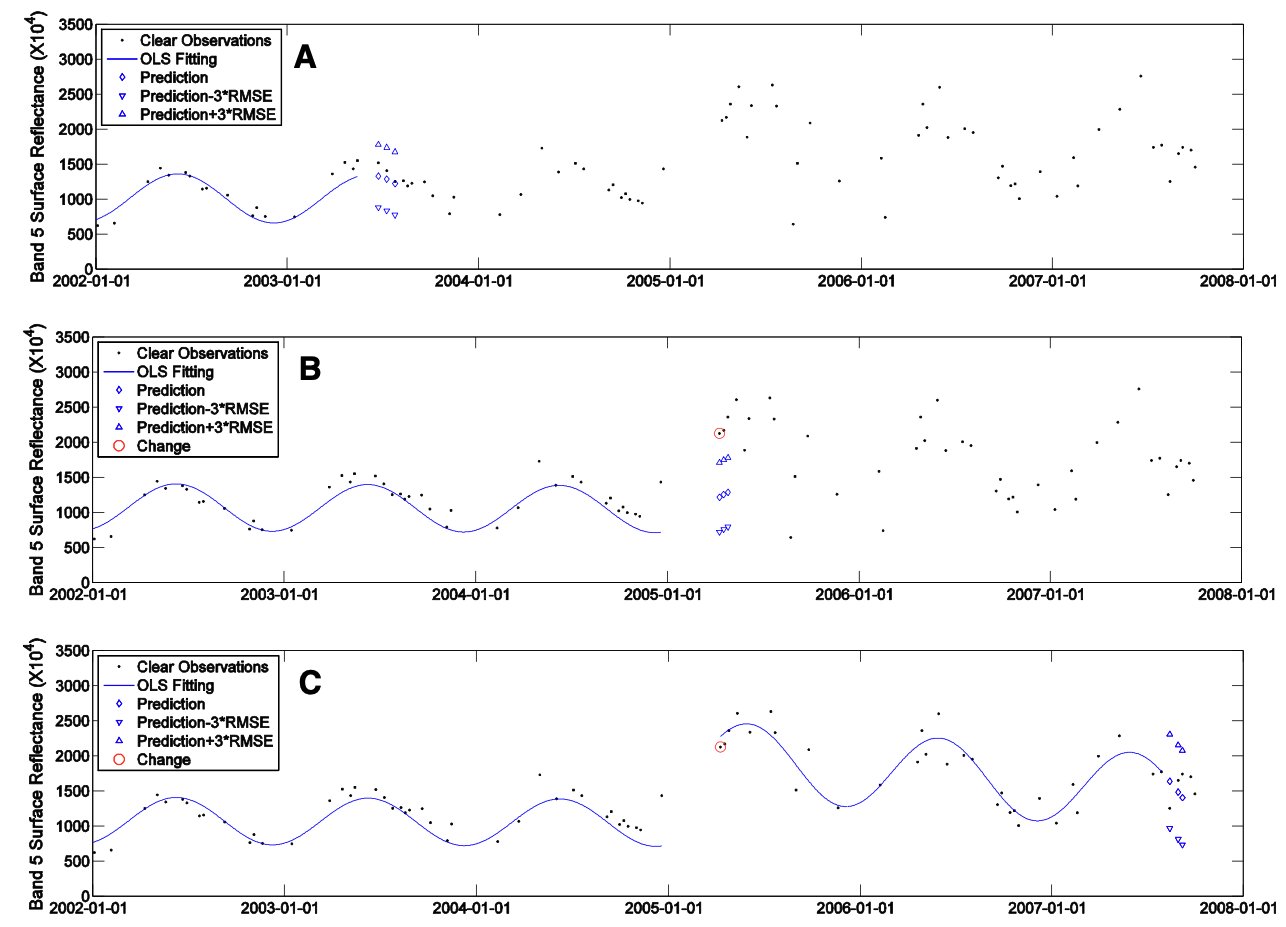 Band 5 Surface Reflectance (X10⁴)
3500
3000
2500
2000
1500
1000
500
0
Clear Observations
OLS Fitting
Prediction
Prediction-3*RMSE
Prediction+3*RMSE
A
2002-01-01 2003-01-01 2004-01-01 2005-01-01 2006-01-01 2007-01-01 2008-01-01
Band 5 Surface Reflectance (X10⁴)
3500
3000
2500
2000
1500
1000
500
0
Clear Observations
OLS Fitting
Prediction
Prediction-3*RMSE
Prediction+3*RMSE
Change
B
2002-01-01 2003-01-01 2004-01-01 2005-01-01 2006-01-01 2007-01-01 2008-01-01
Band 5 Surface Reflectance (X10⁴)
3500
3000
2500
2000
1500
1000
500
0
Clear Observations
OLS Fitting
Prediction
Prediction-3*RMSE
Prediction+3*RMSE
Change
C
2002-01-01 2003-01-01 2004-01-01 2005-01-01 2006-01-01 2007-01-01 2008-01-01